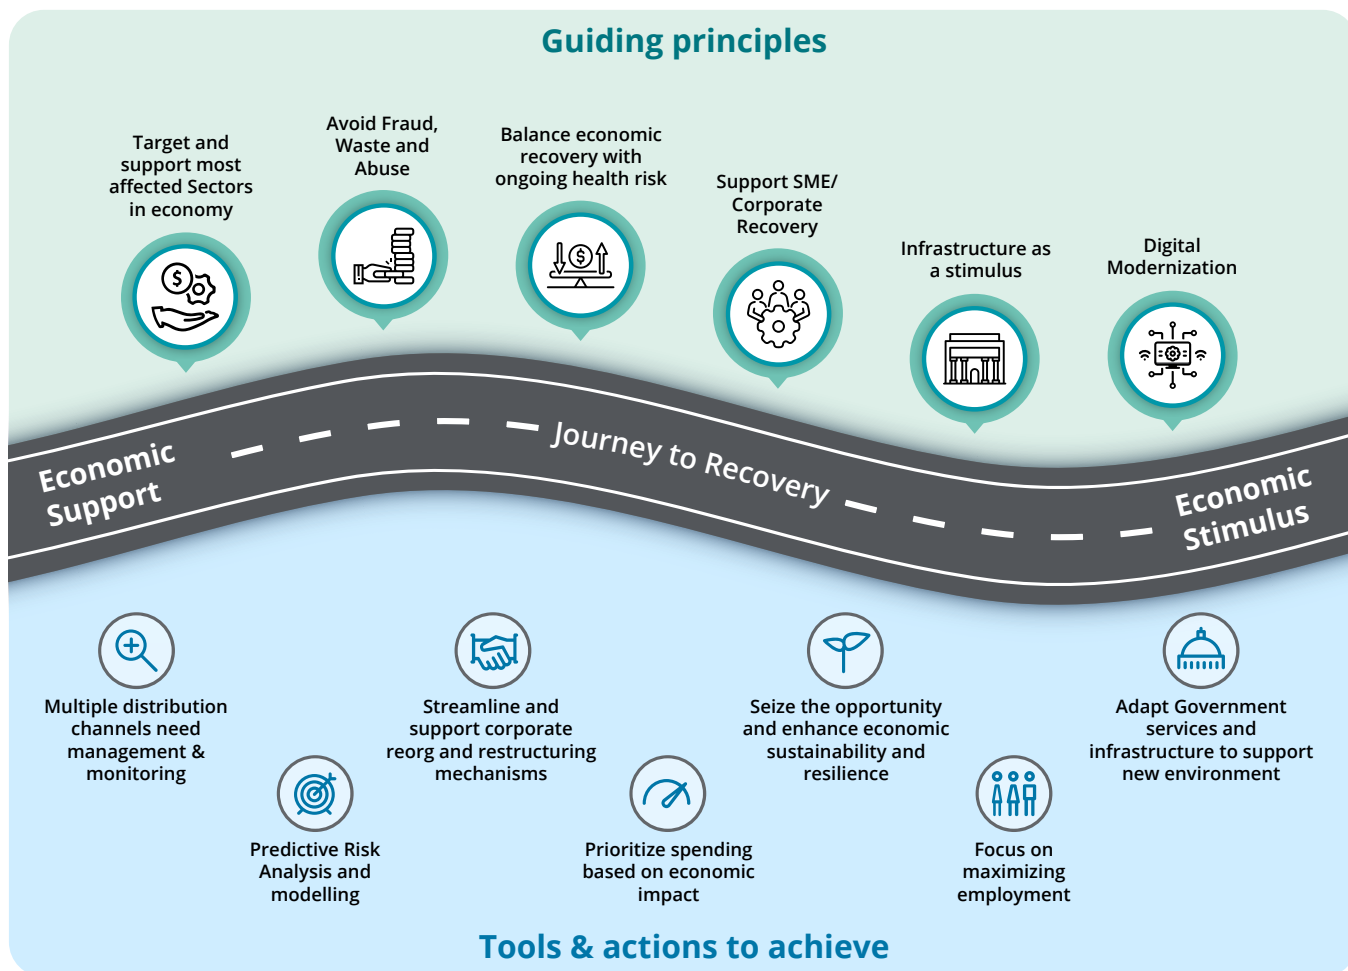 Guiding principles
Target and
support most
affected Sectors
in economy
Avoid Fraud,
Waste and
Abuse
Balance economic
recovery with
ongoing health risk
Support SME/
Corporate
Recovery
Infrastructure as
a stimulus
Digital
Modernization
Economic
Support
Journey to Recovery
Economic
Stimulus
Multiple distribution
channels need
management &
monitoring
Predictive Risk
Analysis and
modelling
Streamline and
support corporate
reorg and restructuring
mechanisms
Prioritize spending
based on economic
impact
Seize the opportunity
and enhance economic
sustainability and
resilience
Focus on
maximizing
employment
Adapt Government
services and
infrastructure to support
new environment
Tools & actions to achieve